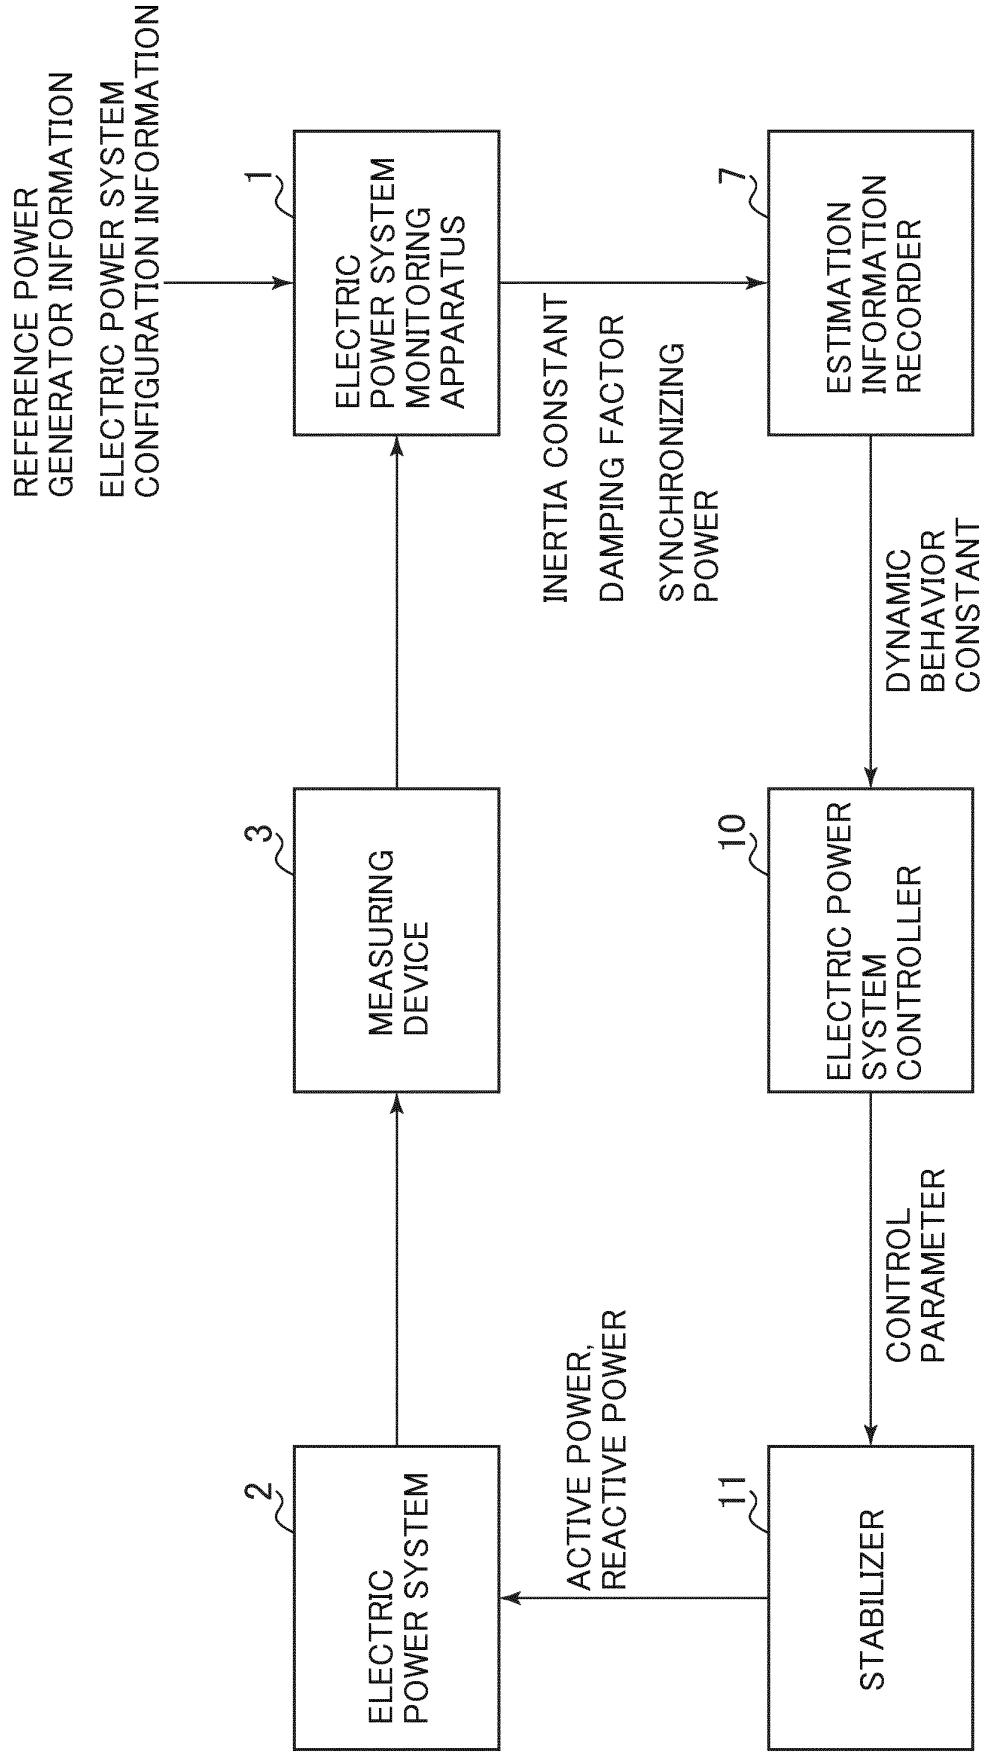 REFERENCE POWER
GENERATOR INFORMATION
ELECTRIC POWER SYSTEM
CONFIGURATION INFORMATION
2
ELECTRIC
POWER SYSTEM
3
MEASURING
DEVICE
1
ELECTRIC
POWER SYSTEM
MONITORING
APPARATUS
ACTIVE POWER,
REACTIVE POWER
INERTIA CONSTANT
DAMPING FACTOR
SYNCHRONIZING
POWER
11
STABILIZER
CONTROL
PARAMETER
10
ELECTRIC POWER
SYSTEM
CONTROLLER
DYNAMIC
BEHAVIOR
CONSTANT
7
ESTIMATION
INFORMATION
RECORDER